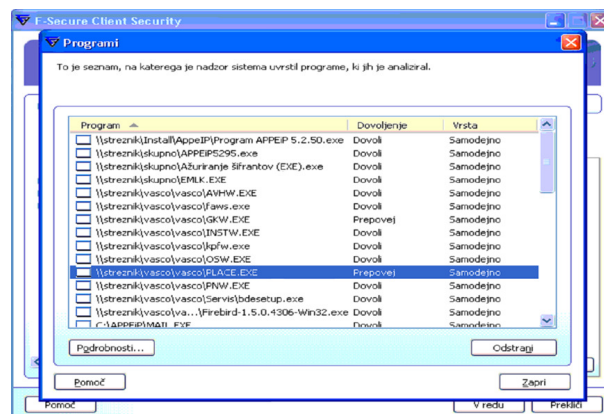 F-Secure Client Security
Programi
To je seznam, na katerega je nadzor sistema uvrstil programe, ki jih je analiziral.
Program Dovoljenje Vrsta
\\streznik\Install\AppeIP\Program APPEiP 5.2.50.exe Dovoli Samodejno
\\streznik\skupno\APPEiP5295.exe Dovoli Samodejno
\\streznik\skupno\Ažuriranje šifrantov (EXE).exe Dovoli Samodejno
\\streznik\skupno\EMLK.EXE Dovoli Samodejno
\\streznik\vasco\vasco\AVHW.EXE Dovoli Samodejno
\\streznik\vasco\vasco\faws.exe Dovoli Samodejno
\\streznik\vasco\vasco\GKW.EXE Prepovej Samodejno
\\streznik\vasco\vasco\INSTW.EXE Dovoli Samodejno
\\streznik\vasco\vasco\kpfw.exe Dovoli Samodejno
\\streznik\vasco\vasco\OSW.EXE Dovoli Samodejno
\\streznik\vasco\vasco\PLACE.EXE Prepovej Samodejno
\\streznik\vasco\vasco\PNW.EXE Dovoli Samodejno
\\streznik\vasco\vasco\Servis\bdesetup.exe Dovoli Samodejno
\\streznik\vasco\va...\Firebird-1.5.0.4306-Win32.exe Dovoli Samodejno
C:\APPEiP\MAIL.EXE Dovoli Samodejno
Podrobnosti... Odstranj
Pomoč Zapri
Pomoč V redu Prekliči